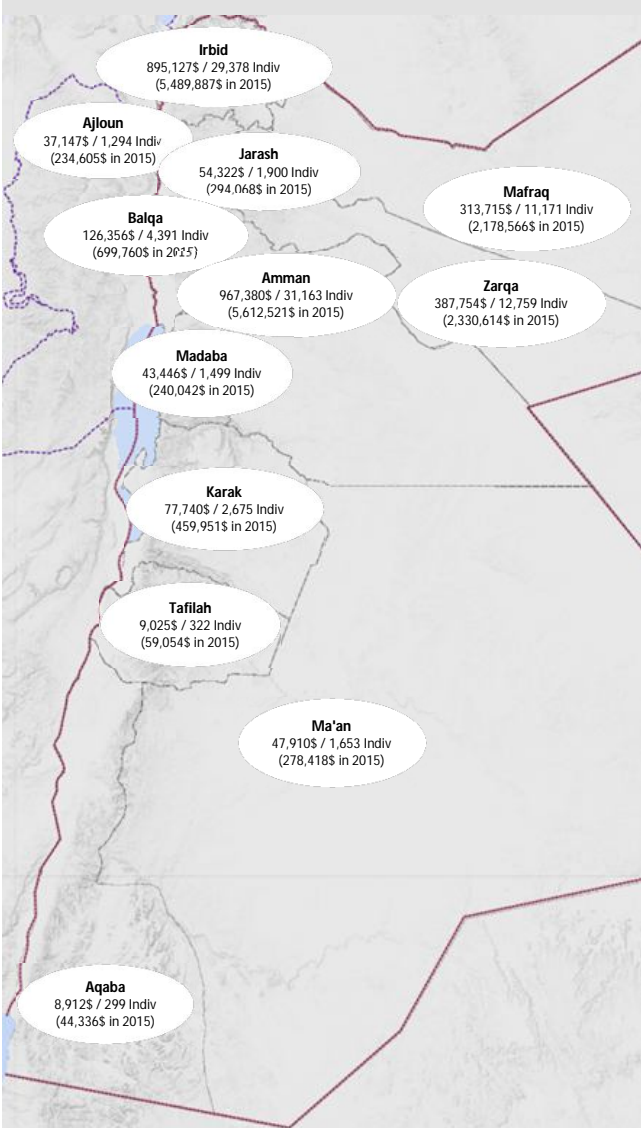 Irbid
895,127$ / 29,378 Indiv
(5,489,887$ in 2015)
Ajloun
37,147$ / 1,294 Indiv
(234,605$ in 2015)
Jarash
54,322$ / 1,900 Indiv
(294,068$ in 2015)
Mafraq
313,715$ / 11,171 Indiv
(2,178,566$ in 2015)
Balqa
126,356$ / 4,391 Indiv
(699,760$ in 2015)
Amman
967,380$ / 31,163 Indiv
(5,612,521$ in 2015)
Zarqa
387,754$ / 12,759 Indiv
(2,330,614$ in 2015)
Madaba
43,446$ / 1,499 Indiv
(240,042$ in 2015)
Karak
77,740$ / 2,675 Indiv
(459,951$ in 2015)
Tafilah
9,025$ / 322 Indiv
(59,054$ in 2015)
Ma'an
47,910$ / 1,653 Indiv
(278,418$ in 2015)
Aqaba
8,912$ / 299 Indiv
(44,336$ in 2015)